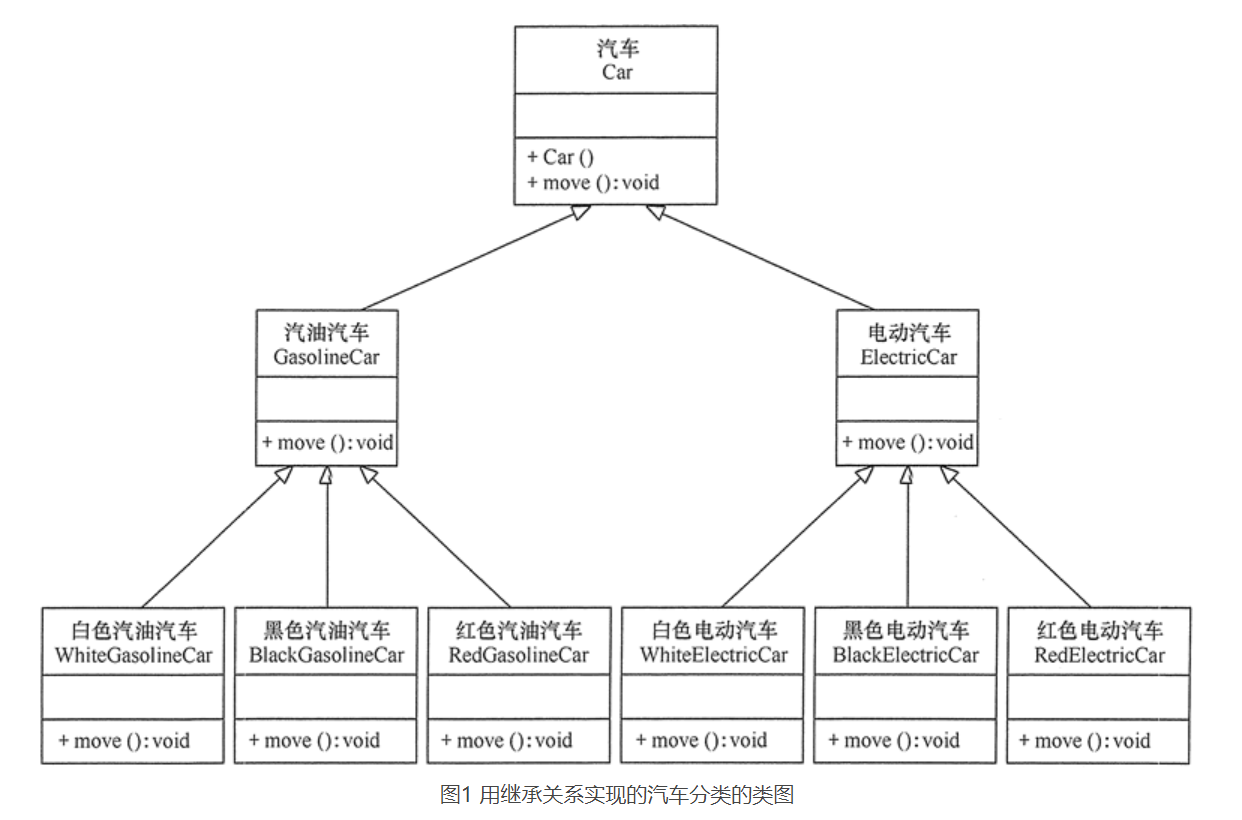 汽车
Car
+ Car ()
+ move (): void
汽油汽车
GasolineCar
+ move (): void
电动汽车
ElectricCar
+ move (): void
白色汽油汽车
WhiteGasolineCar
+ move (): void
黑色汽油汽车
BlackGasolineCar
+ move (): void
红色汽油汽车
RedGasolineCar
+ move (): void
白色电动汽车
WhiteElectricCar
+ move (): void
黑色电动汽车
BlackElectricCar
+ move (): void
红色电动汽车
RedElectricCar
+ move (): void
图1 用继承关系实现的汽车分类的类图